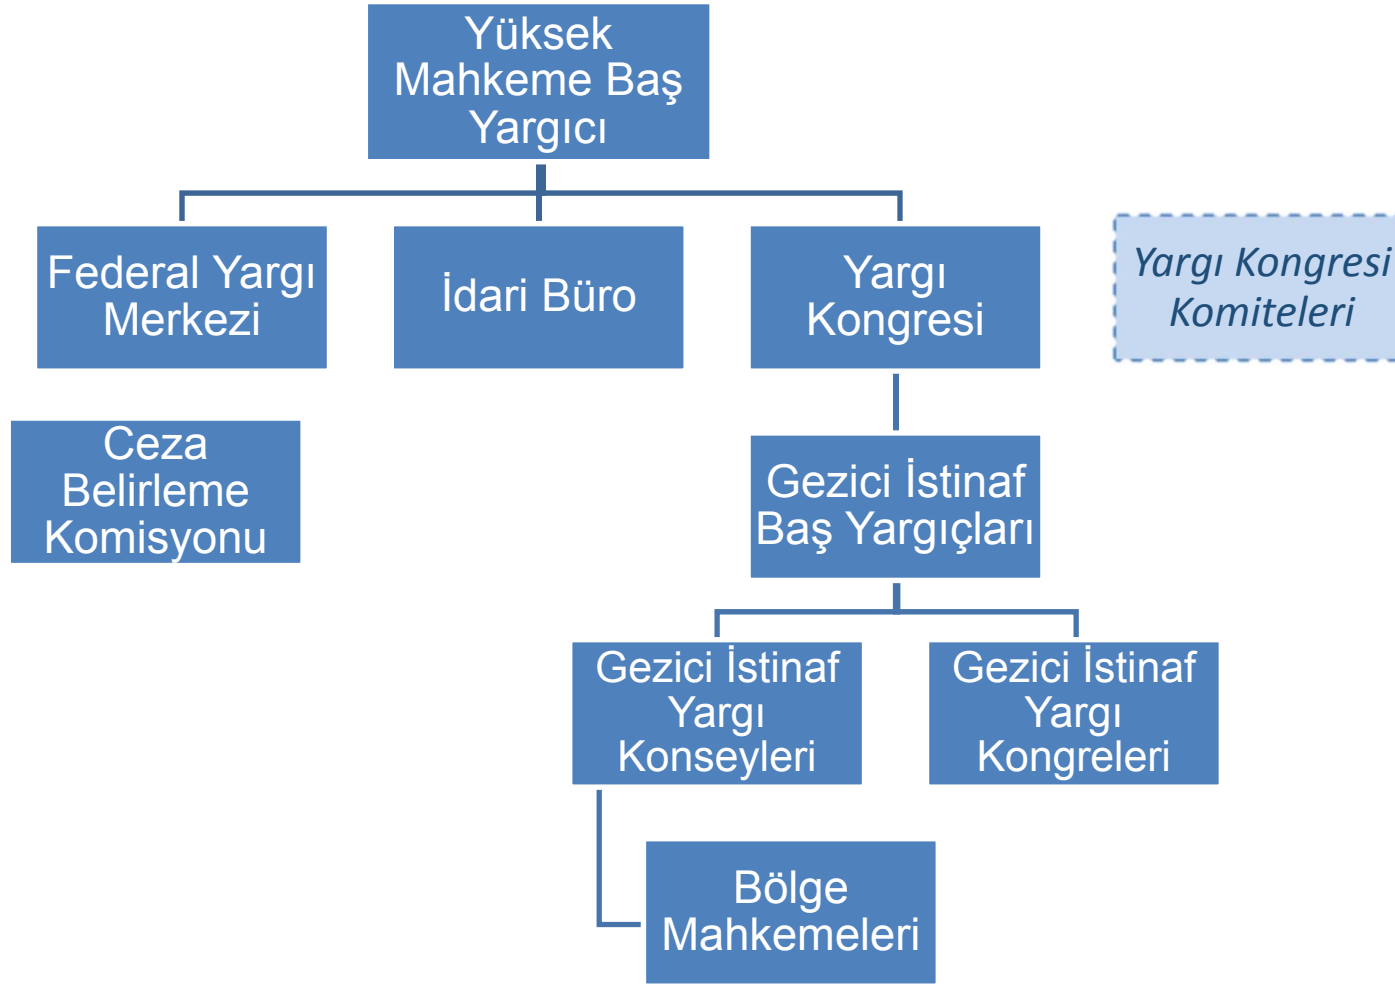 Yüksek
Mahkeme Baş
Yargıcı
Federal Yargı
Merkezi
İdari Büro
Yargı
Kongresi
Yargı Kongresi
Komiteleri
Ceza
Belirleme
Komisyonu
Gezici İstinaf
Baş Yargıçları
Gezici İstinaf
Yargı
Konseyleri
Gezici İstinaf
Yargı
Kongreleri
Bölge
Mahkemeleri